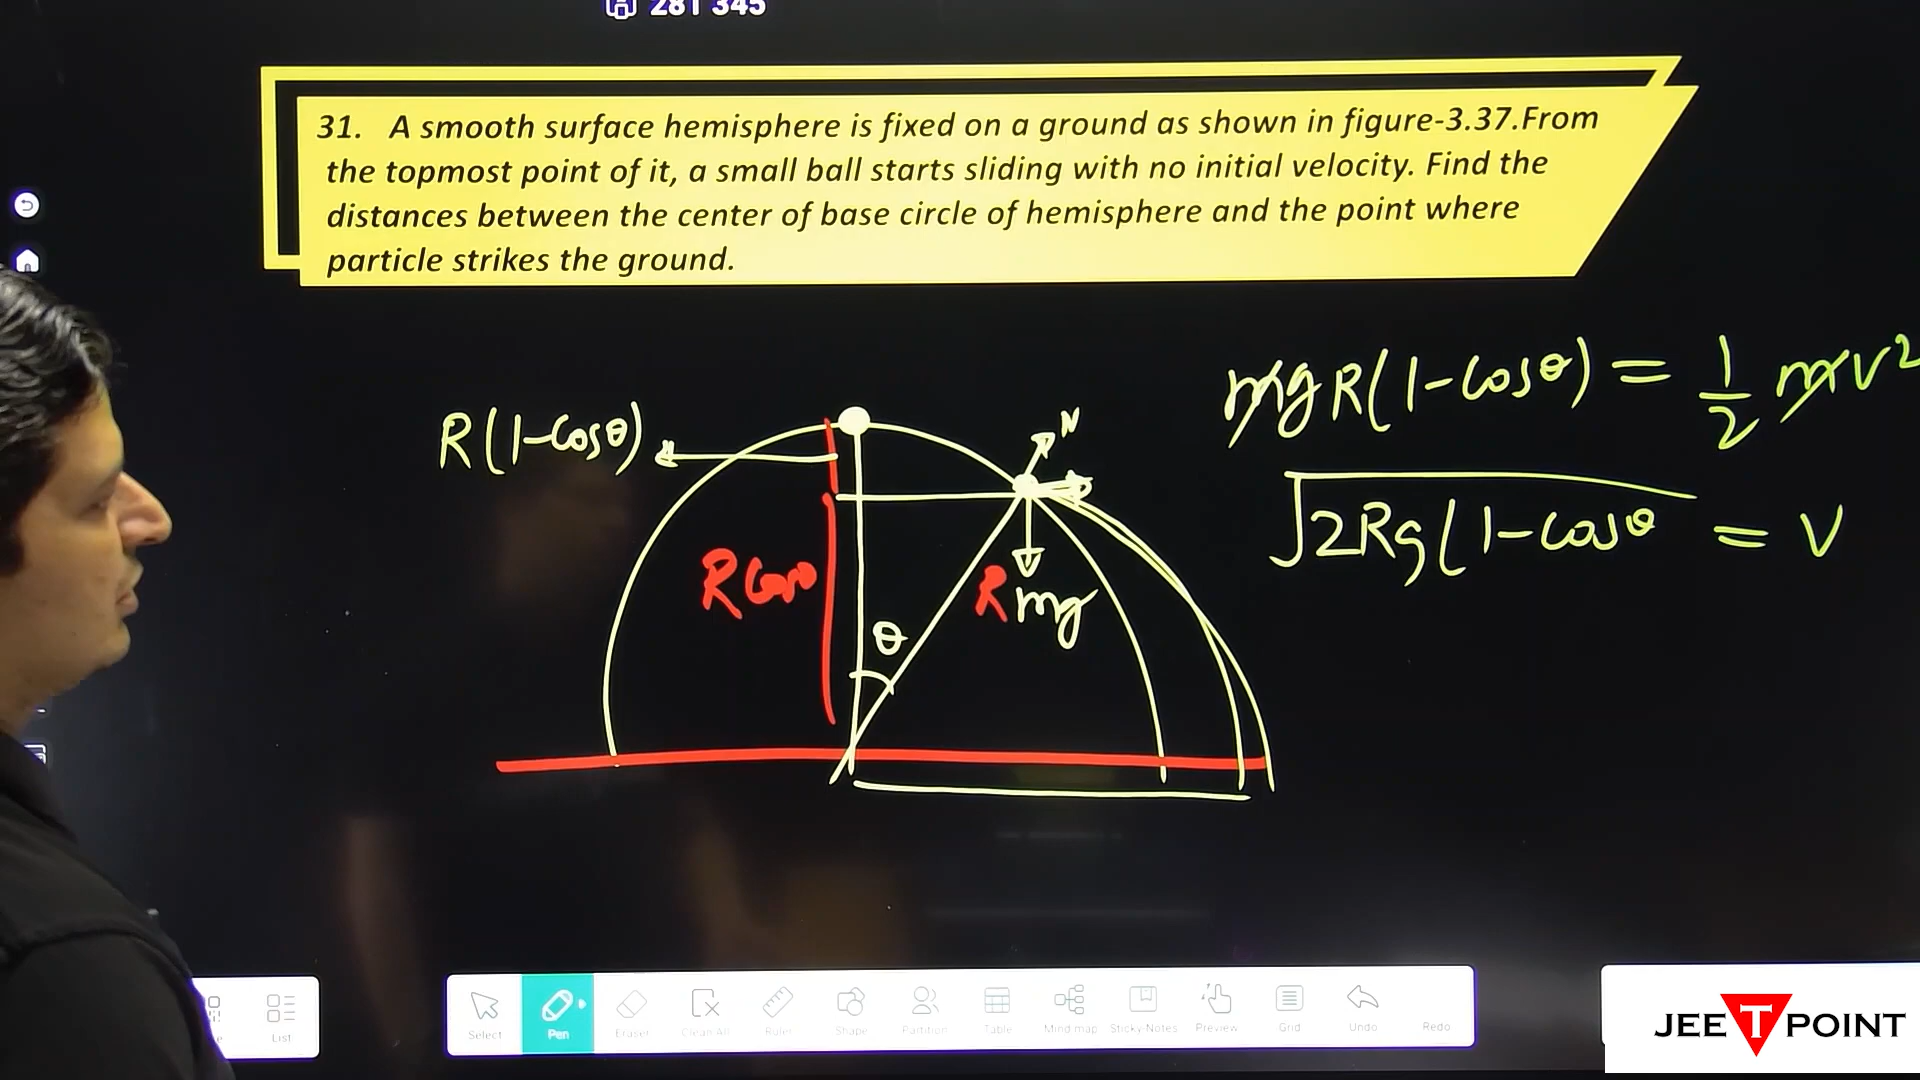 281 345
31. A smooth surface hemisphere is fixed on a ground as shown in figure-3.37.From
the topmost point of it, a small ball starts sliding with no initial velocity. Find the
distances between the center of base circle of hemisphere and the point where
particle strikes the ground.
mgR(1-Cosθ) = 1/2 mv²
√2Rg(1-Cosθ = v
R(1-Cosθ)
N
RCosθ
R mg
θ
List
Select Pen Eraser Clean All Ruler Shape Partition Table Mind map Sticky Notes Preview Grid Undo Redo
JEE T POINT